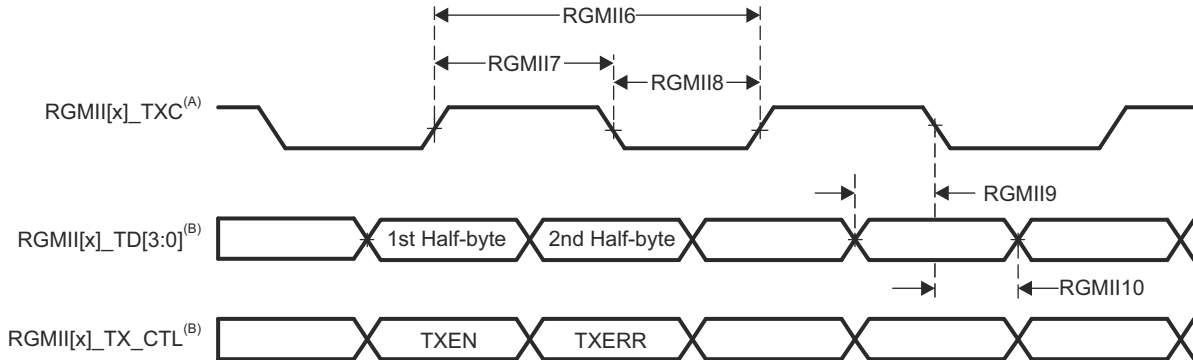 RGMII6
RGMII7
RGMII8
RGMII[x]_TXC(A)
RGMII9
RGMII[x]_TD[3:0](B)
1st Half-byte
2nd Half-byte
RGMII10
RGMII[x]_TX_CTL(B)
TXEN
TXERR